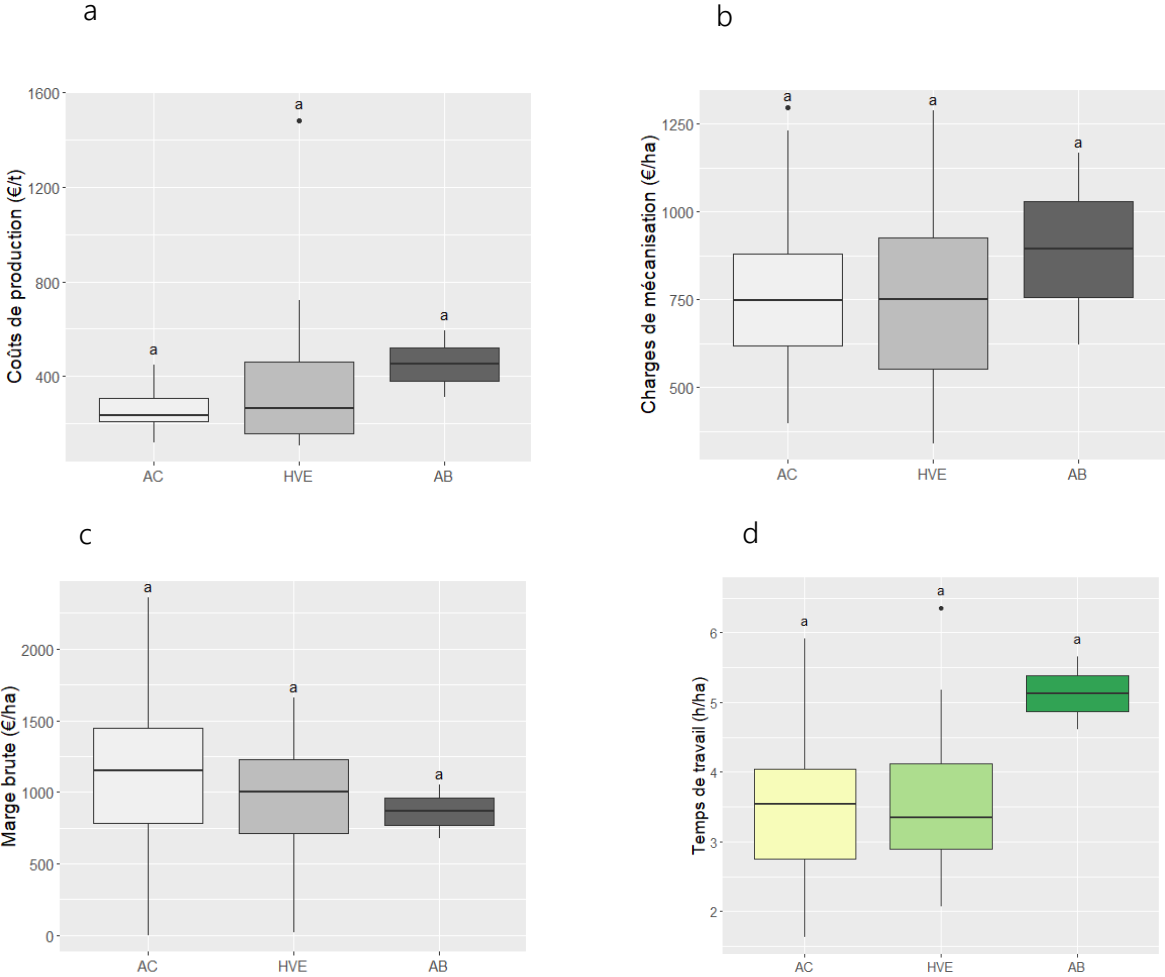 a
Coûts de production (€/t)
1600
1200
800
400
a
a
a
AC
HVE
AB
b
Charges de mécanisation (€/ha)
1250
1000
750
500
a
a
a
AC
HVE
AB
c
Marge brute (€/ha)
2000
1500
1000
500
0
a
a
a
AC
HVE
AB
d
Temps de travail (h/ha)
6
5
4
3
2
a
a
a
AC
HVE
AB